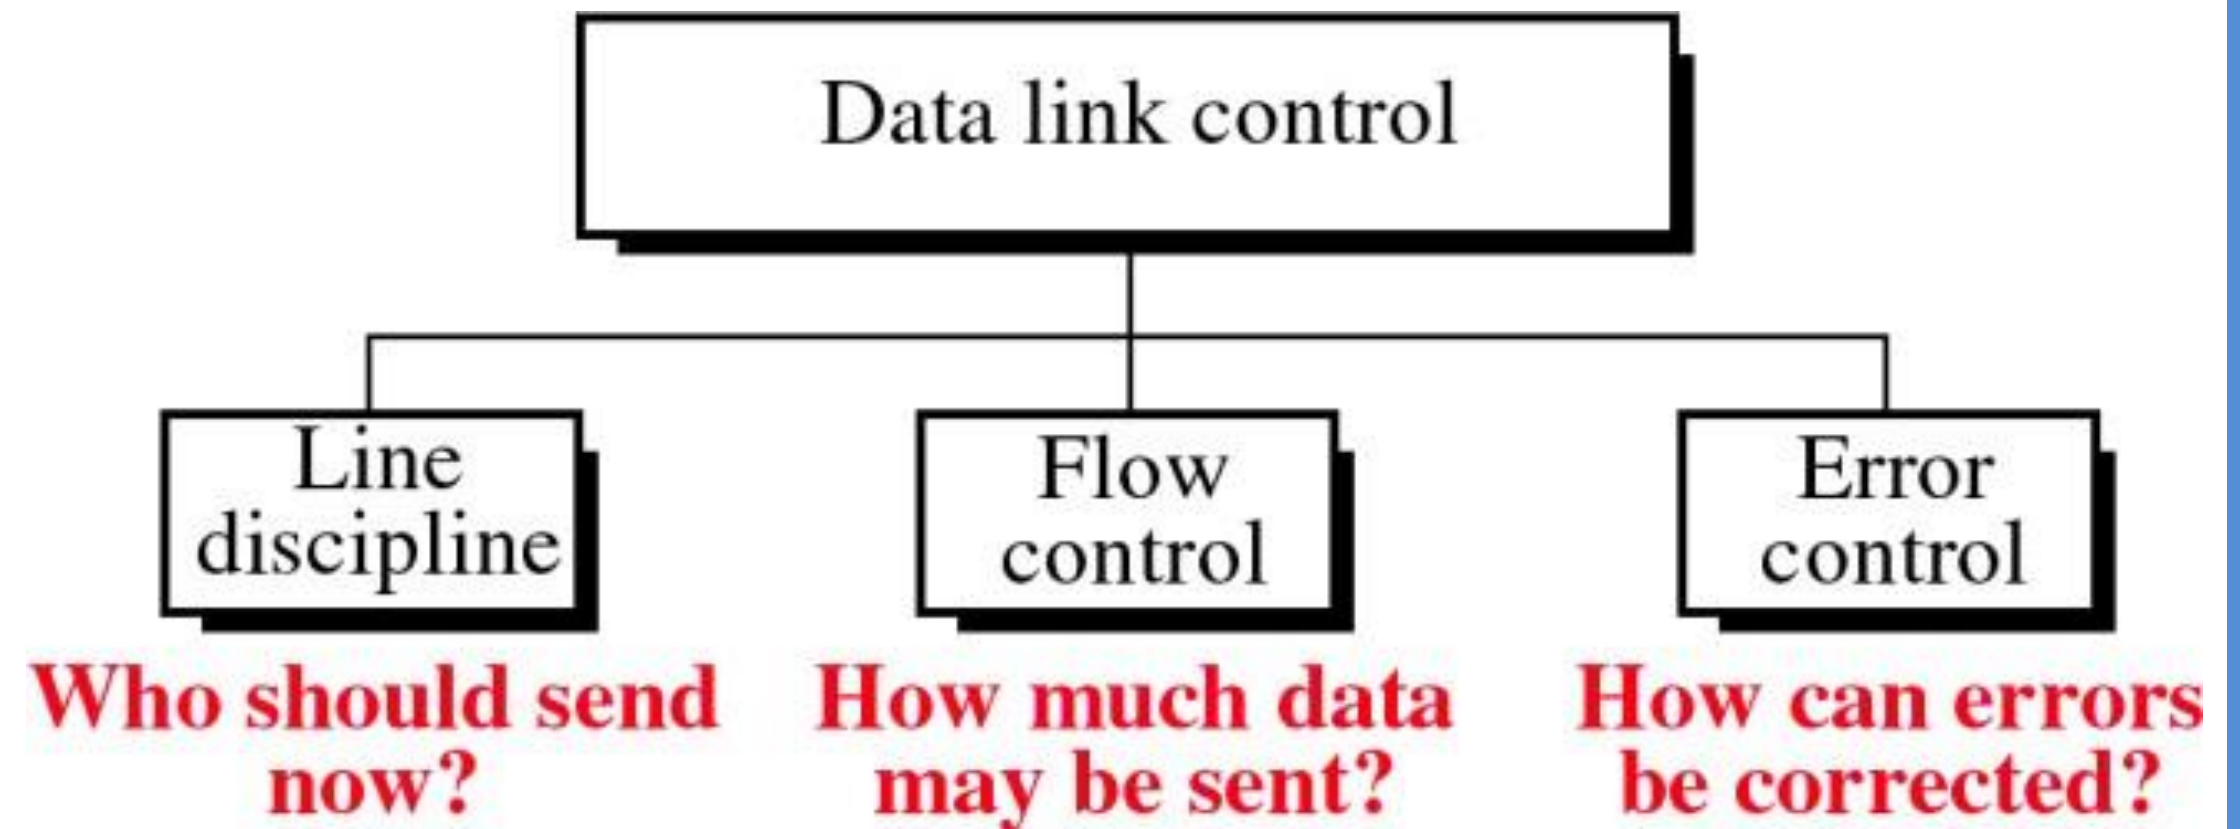 Data link control
Line
discipline
Flow
control
Error
control
Who should send
now?
How much data
may be sent?
How can errors
be corrected?